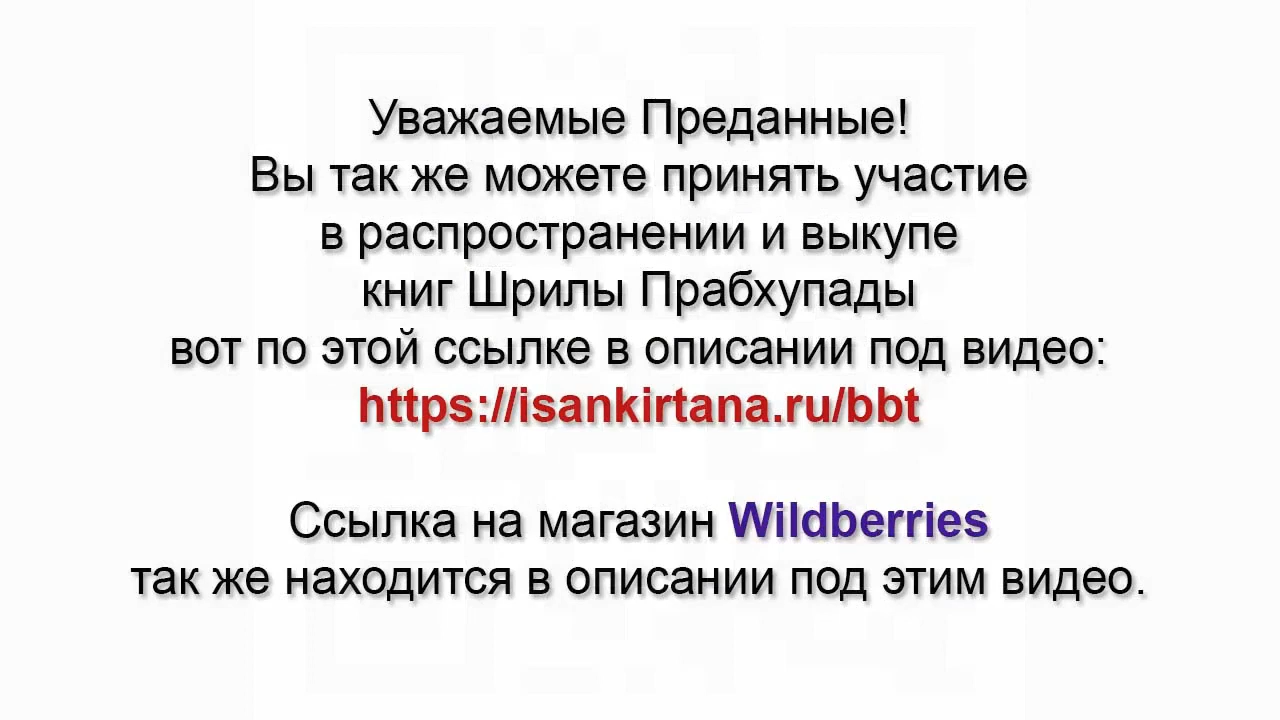 Уважаемые Преданные!
Вы так же можете принять участие
в распространении и выкупе
книг Шрилы Прабхупады
вот по этой ссылке в описании под видео:
https://isankirtana.ru/bbt
Ссылка на магазин Wildberries
так же находится в описании под этим видео.